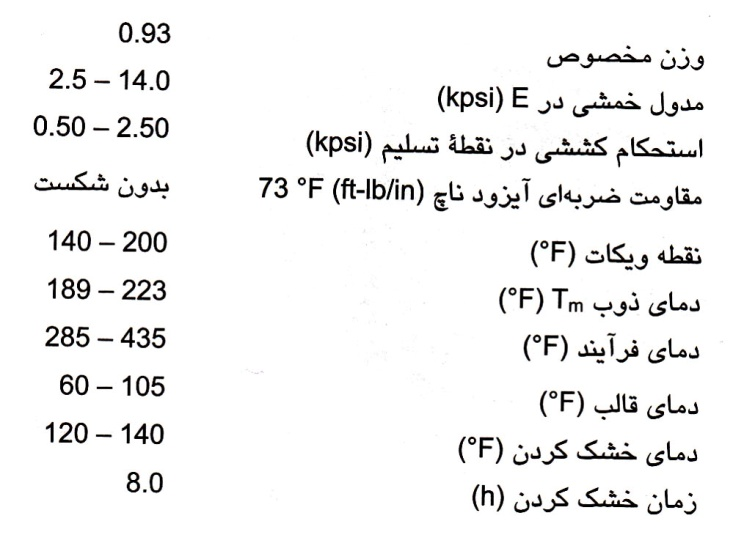 وزن مخصوص 0.93
مدول خمشی در E (kpsi) 2.5 – 14.0
استحکام کششی در نقطهٔ تسلیم (kpsi) 0.50 – 2.50
مقاومت ضربه‌ای آیزود ناچ 73 °F (ft-lb/in) بدون شکست
نقطه ویکات (°F) 140 – 200
دمای ذوب Tm (°F) 189 – 223
دمای فرآیند (°F) 285 – 435
دمای قالب (°F) 60 – 105
دمای خشک کردن (°F) 120 – 140
زمان خشک کردن (h) 8.0